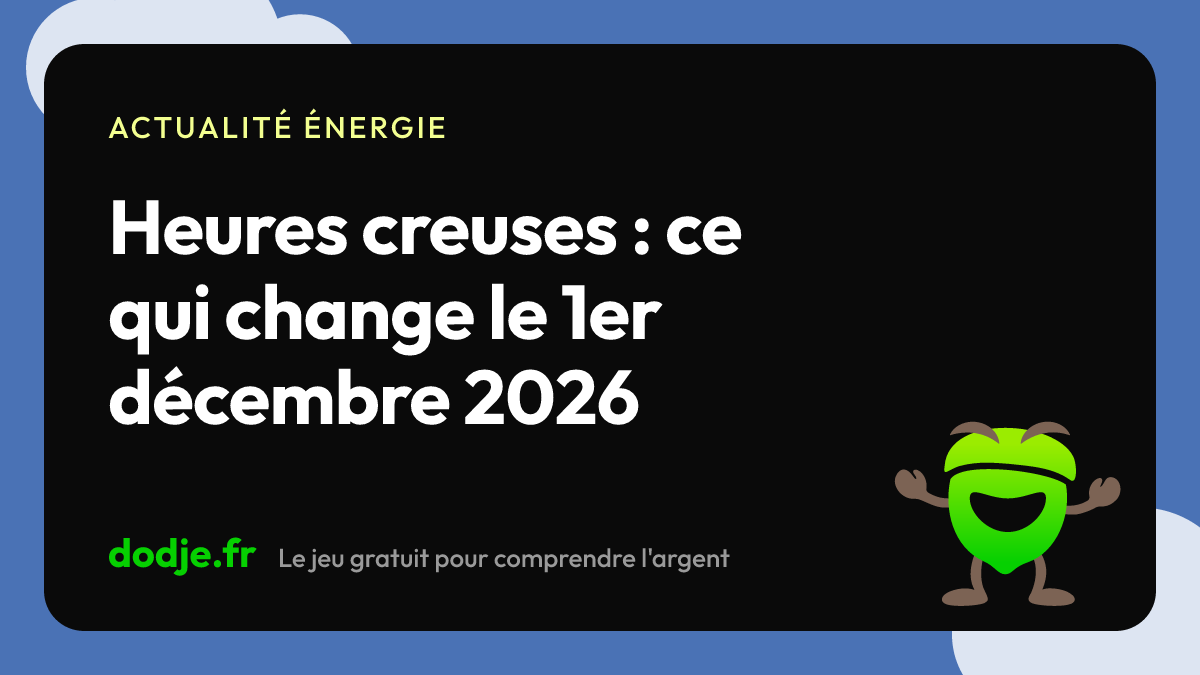 ACTUALITÉ ÉNERGIE
Heures creuses : ce
qui change le 1er
décembre 2026
dodje.fr Le jeu gratuit pour comprendre l'argent